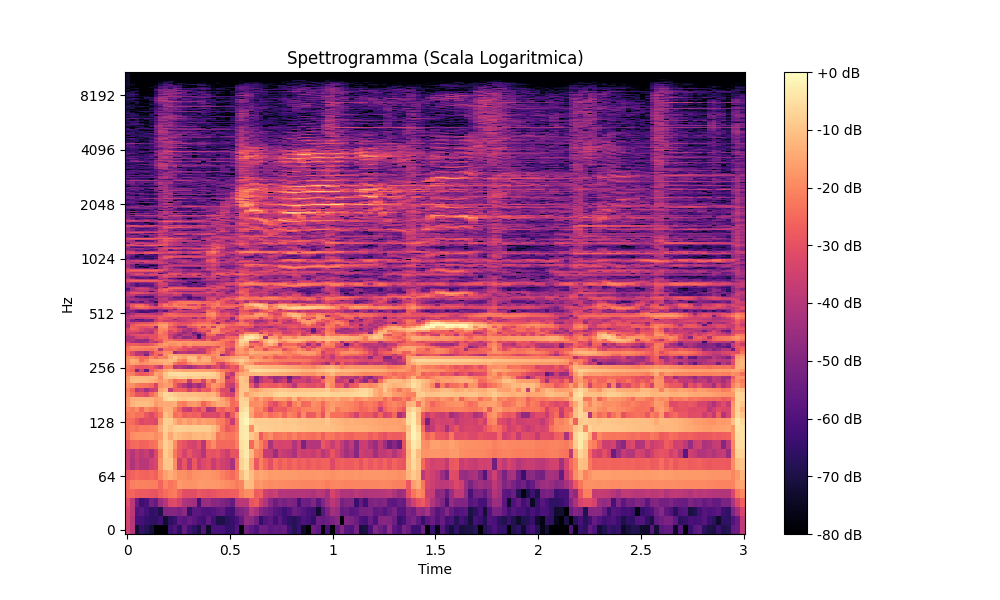 Spettrogramma (Scala Logaritmica)
Hz
8192
4096
2048
1024
512
256
128
64
0
0
0.5
1
1.5
2
2.5
3
Time
+0 dB
-10 dB
-20 dB
-30 dB
-40 dB
-50 dB
-60 dB
-70 dB
-80 dB